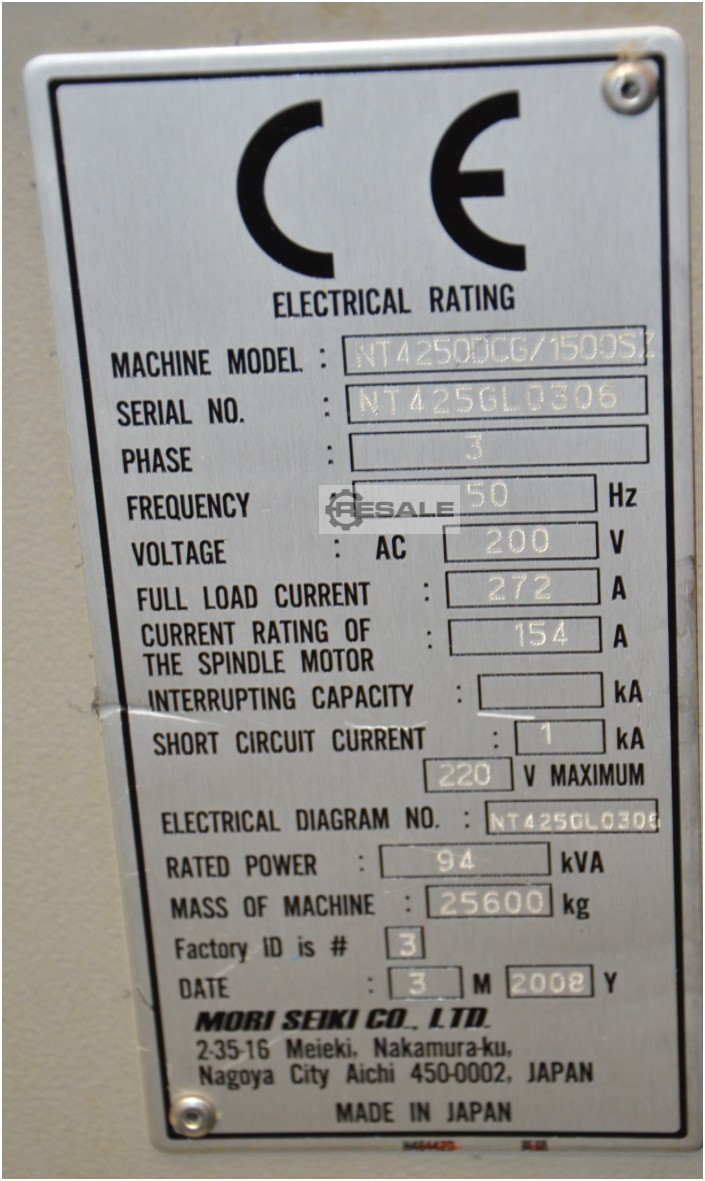 CE
ELECTRICAL RATING
MACHINE MODEL : NT4250DCG/1500SZ
SERIAL NO. : NT425GL0306
PHASE : 3
FREQUENCY : 50 Hz
RESALE
VOLTAGE : AC 200 V
FULL LOAD CURRENT : 272 A
CURRENT RATING OF
THE SPINDLE MOTOR : 154 A
INTERRUPTING CAPACITY : kA
SHORT CIRCUIT CURRENT : 1 kA
220 V MAXIMUM
ELECTRICAL DIAGRAM NO. : NT425GL0306
RATED POWER : 94 kVA
MASS OF MACHINE : 25600 kg
Factory ID is # 3
DATE : 3 M 2008 Y
MORI SEIKI CO., LTD.
2-35-16 Meieki, Nakamura-ku,
Nagoya City Aichi 450-0002, JAPAN
MADE IN JAPAN